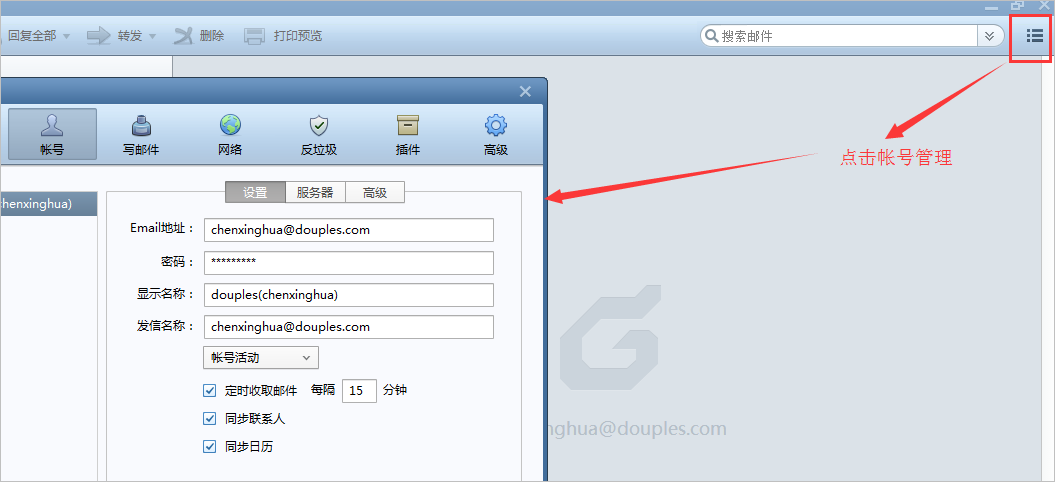 回复全部
转发
删除
打印预览
搜索邮件
点击帐号管理
帐号
写邮件
网络
反垃圾
插件
高级
chenxinghua)
设置
服务器
高级
Email地址：
chenxinghua@douples.com
密码：
*********
显示名称：
douples(chenxinghua)
发信名称：
chenxinghua@douples.com
帐号活动
定时收取邮件 每隔 15 分钟
同步联系人
同步日历
nghua@douples.com